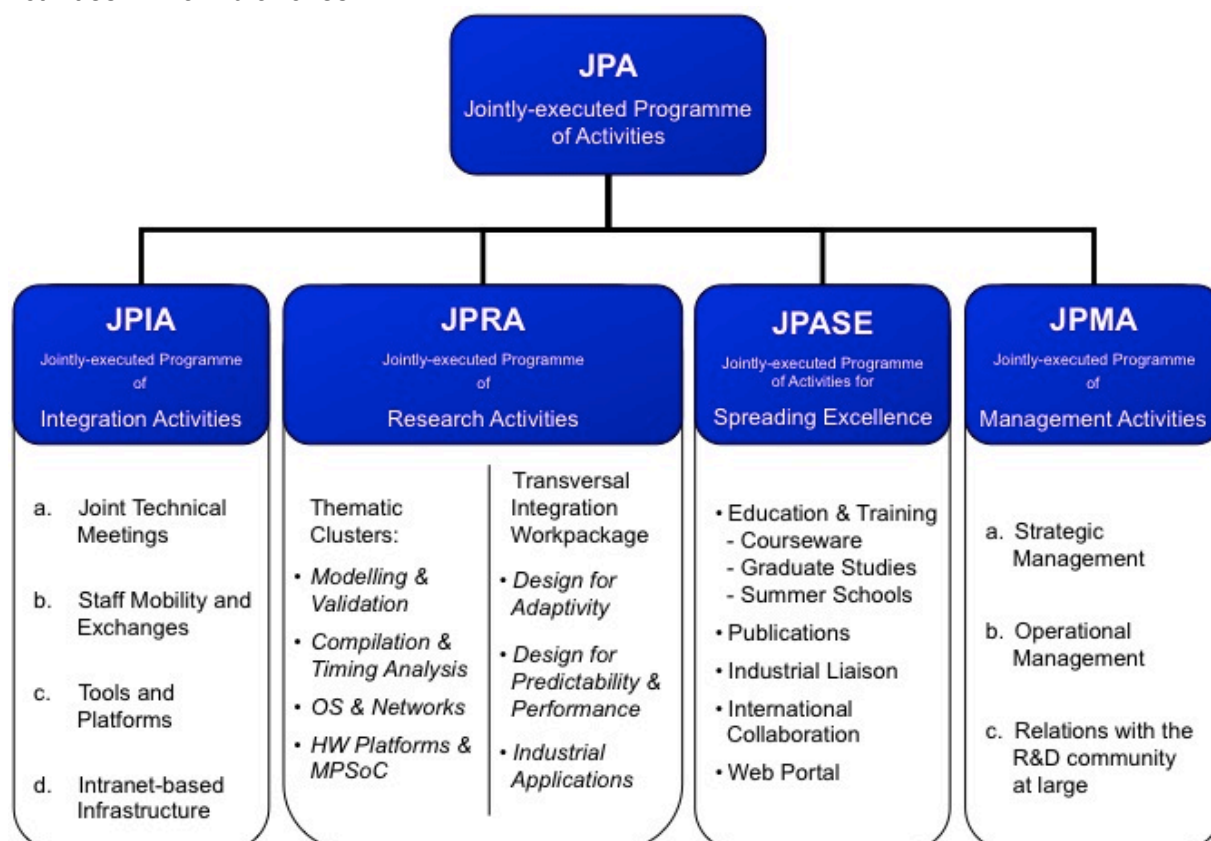 JPA
Jointly-executed Programme
of Activities
JPIA
Jointly-executed Programme
of
Integration Activities
a. Joint Technical
Meetings
b. Staff Mobility and
Exchanges
c. Tools and
Platforms
d. Intranet-based
Infrastructure
JPRA
Jointly-executed Programme
of
Research Activities
Thematic
Clusters:
• Modelling &
Validation
• Compilation &
Timing Analysis
• OS & Networks
• HW Platforms &
MPSoC
Transversal
Integration
Workpackage
• Design for
Adaptivity
• Design for
Predictability &
Performance
• Industrial
Applications
JPASE
Jointly-executed Programme
of Activities for
Spreading Excellence
• Education & Training
- Courseware
- Graduate Studies
- Summer Schools
• Publications
• Industrial Liaison
• International
Collaboration
• Web Portal
JPMA
Jointly-executed Programme
of
Management Activities
a. Strategic
Management
b. Operational
Management
c. Relations with the
R&D community
at large